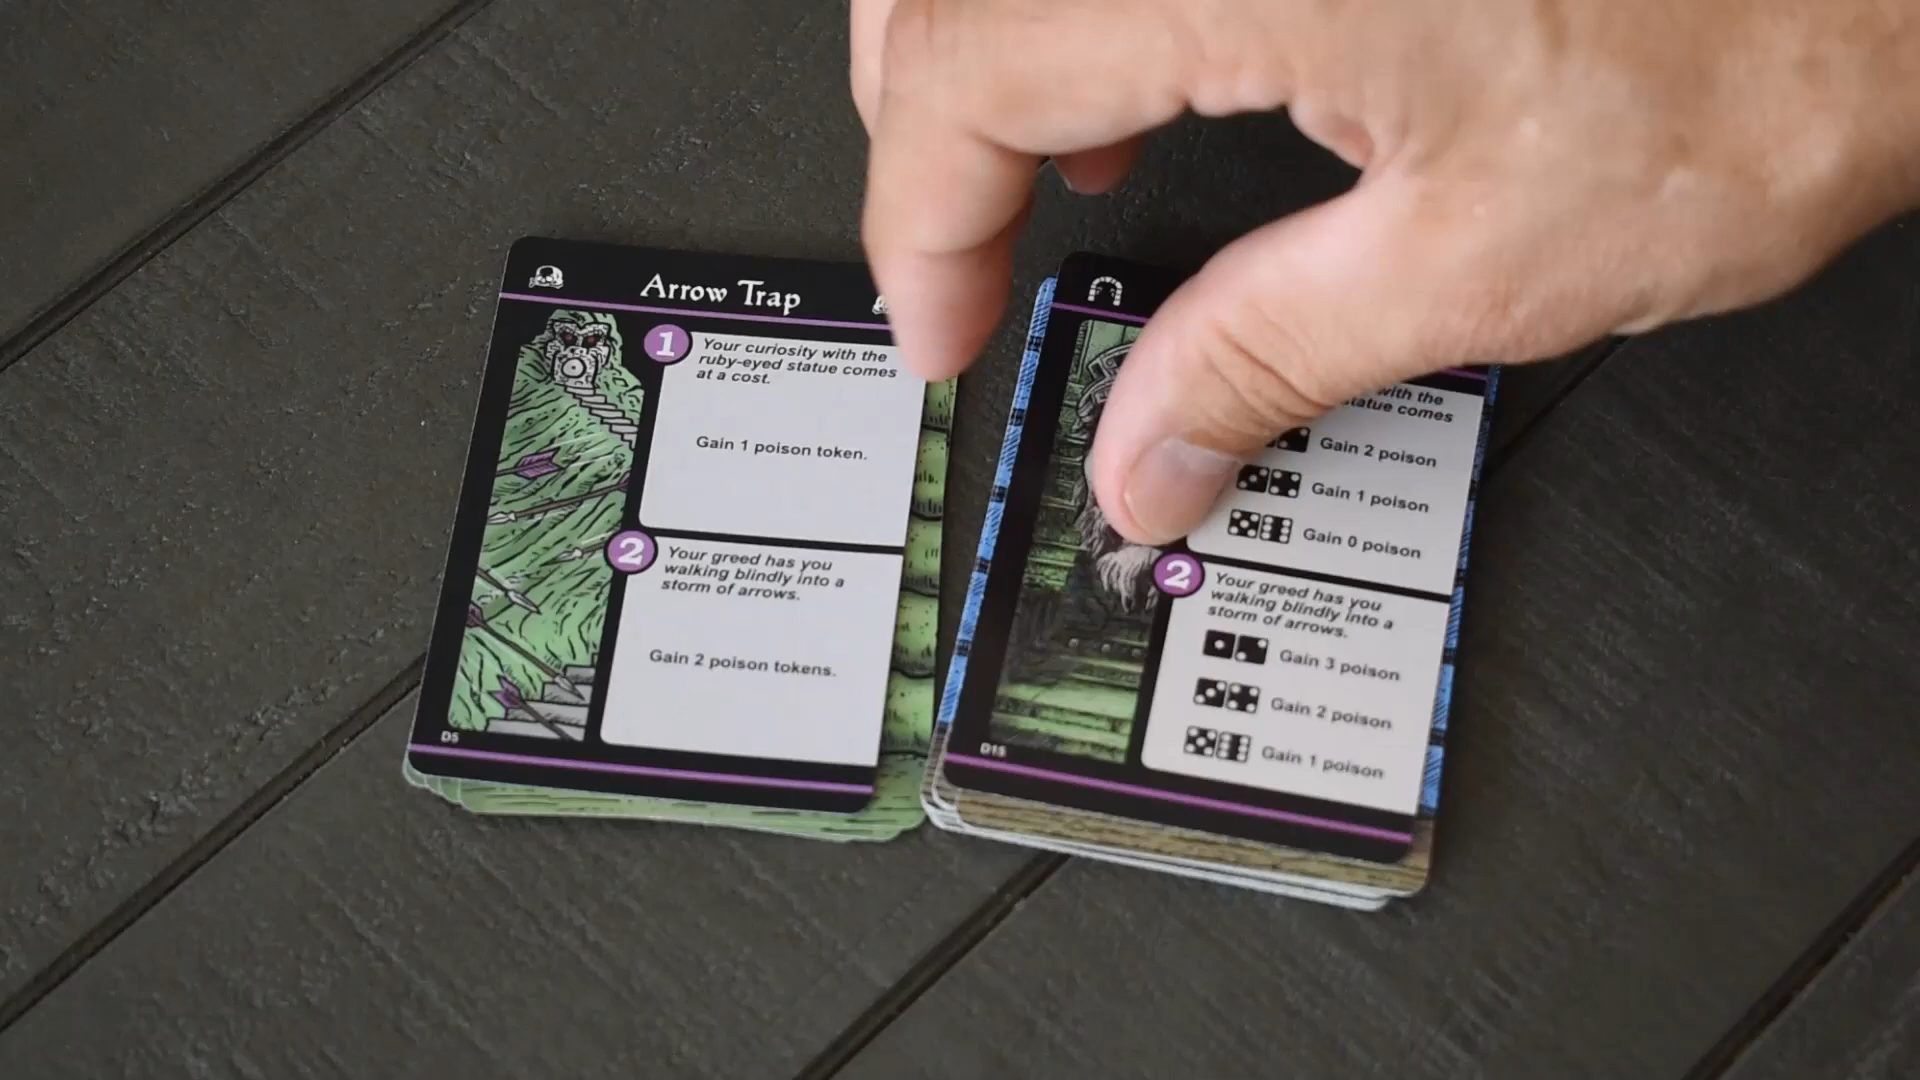 Arrow Trap
1
Your curiosity with the
ruby-eyed statue comes
at a cost.
Gain 1 poison token.
2
Your greed has you
walking blindly into a
storm of arrows.
Gain 2 poison tokens.
D5
with the
statue comes
Gain 2 poison
Gain 1 poison
Gain 0 poison
2
Your greed has you
walking blindly into a
storm of arrows.
Gain 3 poison
Gain 2 poison
Gain 1 poison
D15